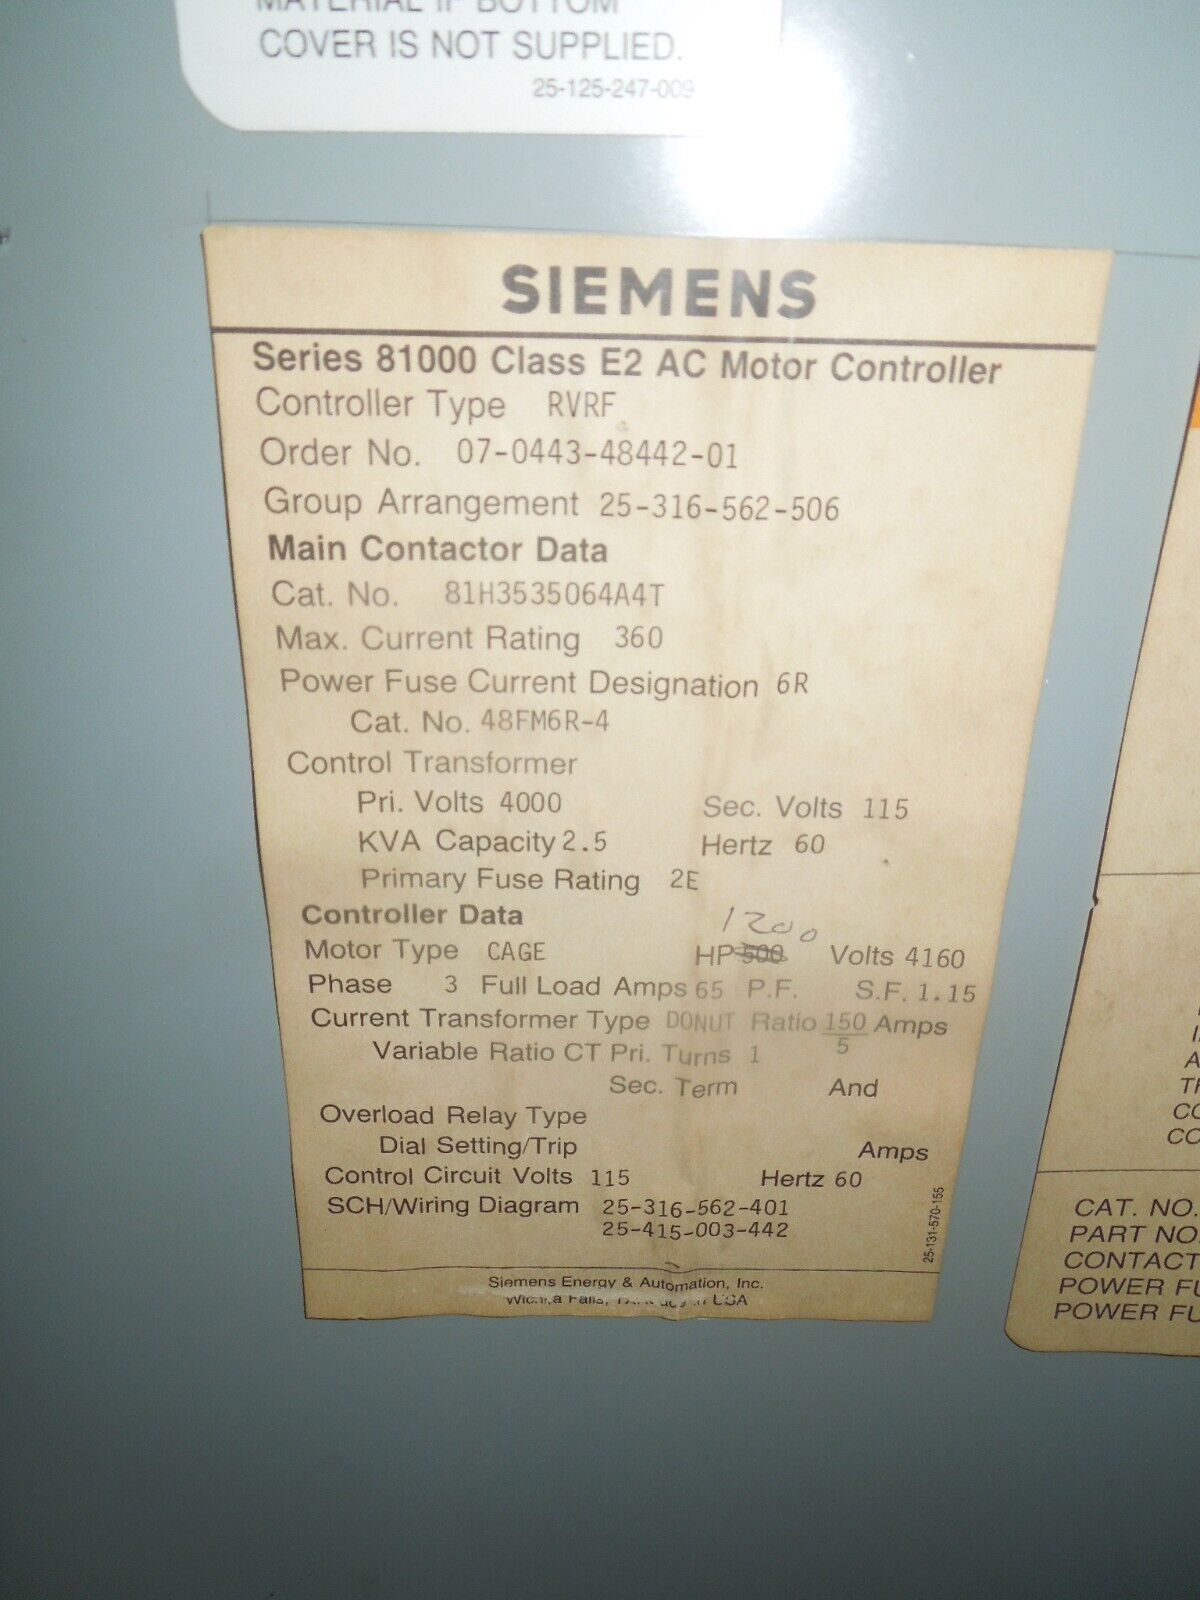 MATERIAL IF BOTTOM
COVER IS NOT SUPPLIED.
25-125-247-009
SIEMENS
Series 81000 Class E2 AC Motor Controller
Controller Type RVRF
Order No. 07-0443-48442-01
Group Arrangement 25-316-562-506
Main Contactor Data
Cat. No. 81H3535064A4T
Max. Current Rating 360
Power Fuse Current Designation 6R
Cat. No. 48FM6R-4
Control Transformer
Pri. Volts 4000 Sec. Volts 115
KVA Capacity 2.5 Hertz 60
Primary Fuse Rating 2E
Controller Data
1200
Motor Type CAGE HP 500 Volts 4160
Phase 3 Full Load Amps 65 P.F. S.F. 1.15
Current Transformer Type DONUT Ratio 150/5 Amps
Variable Ratio CT Pri. Turns 1
Sec. Term And
Overload Relay Type
Dial Setting/Trip Amps
Control Circuit Volts 115 Hertz 60
SCH/Wiring Diagram 25-316-562-401
25-415-003-442
25-131-570-155
Siemens Energy & Automation, Inc.
Wichita Falls, USA
CAT. NO.
PART NO.
CONTACT
POWER FU
POWER FU